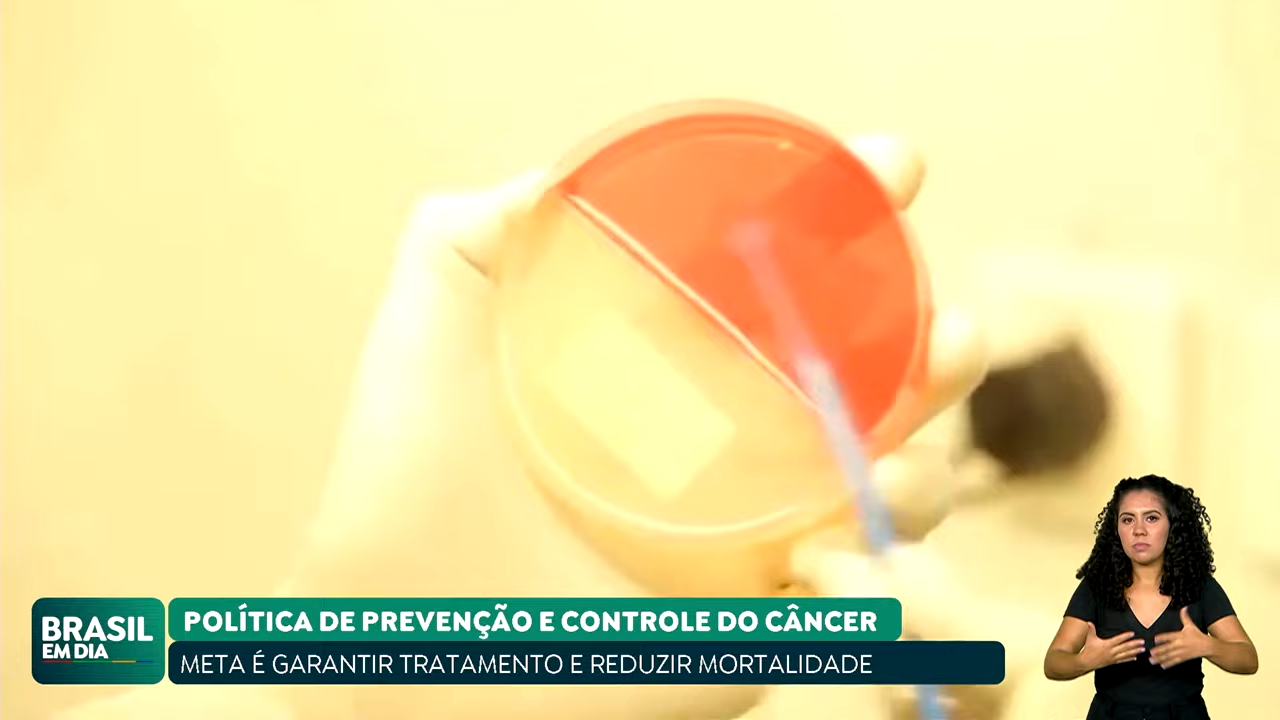 BRASIL
EM DIA
POLÍTICA DE PREVENÇÃO E CONTROLE DO CÂNCER
META É GARANTIR TRATAMENTO E REDUZIR MORTALIDADE